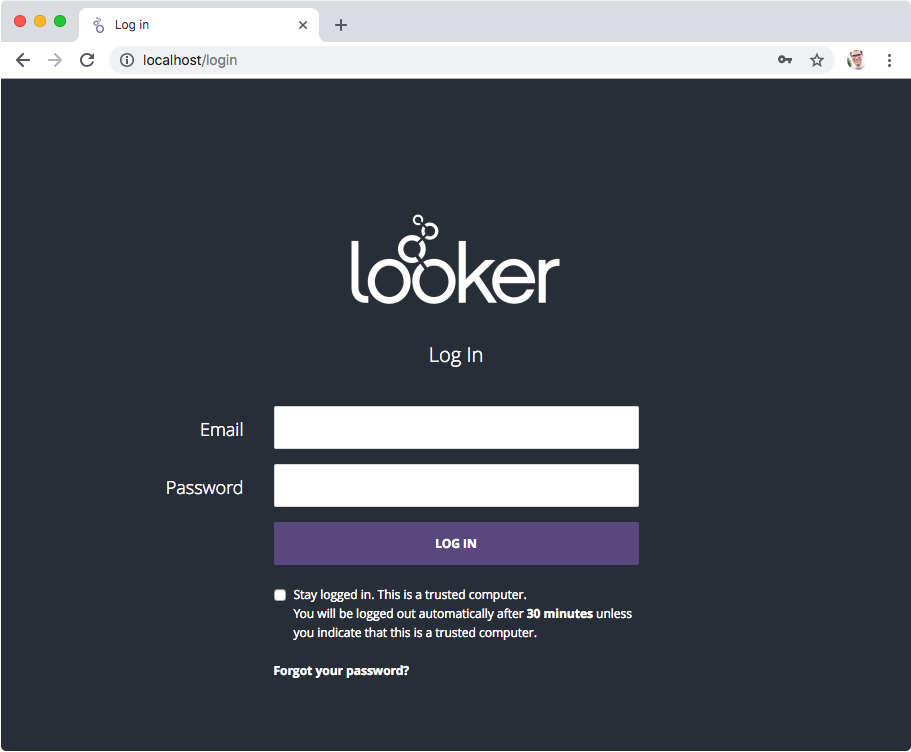 Log in
localhost/login
looker
Log In
Email
Password
LOG IN
Stay logged in. This is a trusted computer.
You will be logged out automatically after 30 minutes unless
you indicate that this is a trusted computer.
Forgot your password?